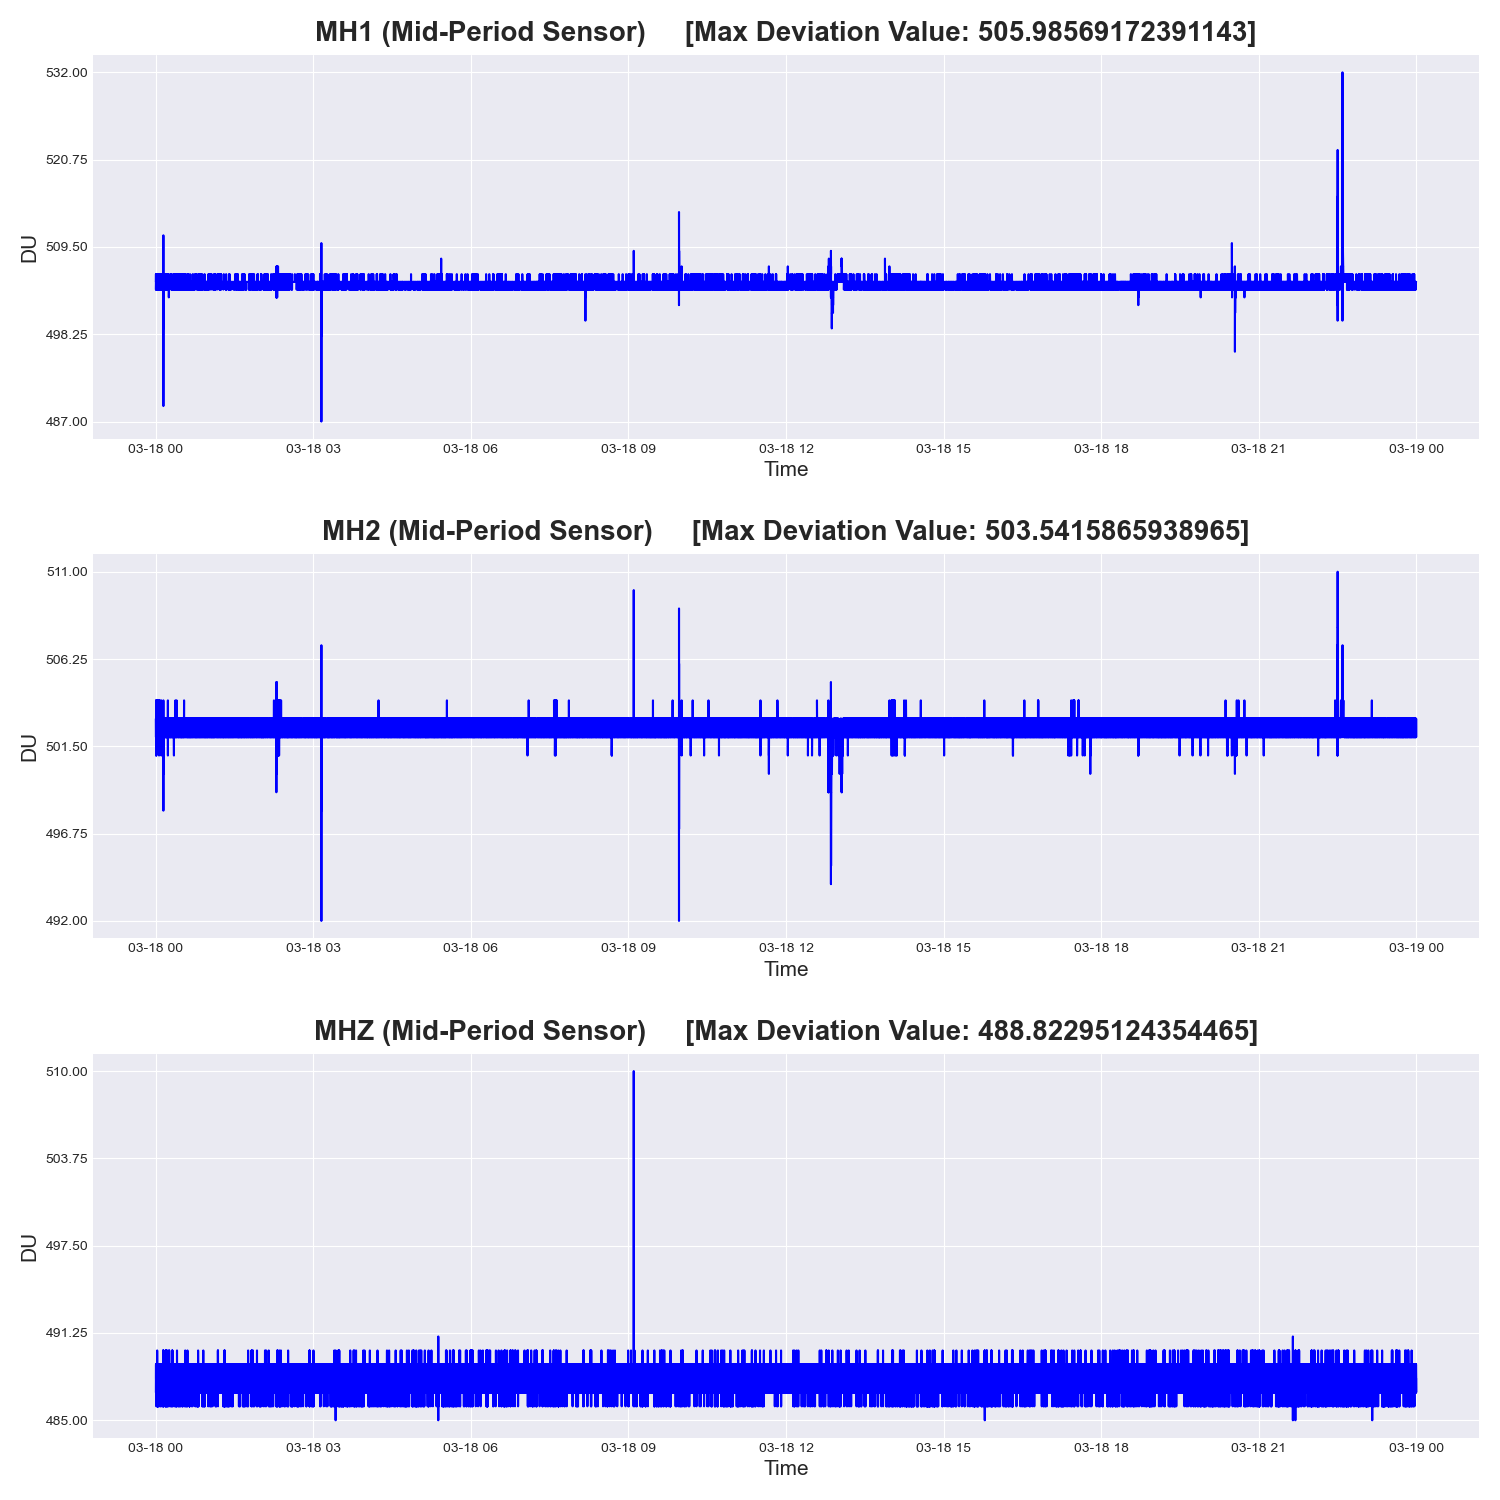 MH1 (Mid-Period Sensor) [Max Deviation Value: 505.98569172391143]
532.00
520.75
509.50
498.25
487.00
DU
03-18 00 03-18 03 03-18 06 03-18 09 03-18 12 03-18 15 03-18 18 03-18 21 03-19 00
Time
MH2 (Mid-Period Sensor) [Max Deviation Value: 503.5415865938965]
511.00
506.25
501.50
496.75
492.00
DU
03-18 00 03-18 03 03-18 06 03-18 09 03-18 12 03-18 15 03-18 18 03-18 21 03-19 00
Time
MHZ (Mid-Period Sensor) [Max Deviation Value: 488.82295124354465]
510.00
503.75
497.50
491.25
485.00
DU
03-18 00 03-18 03 03-18 06 03-18 09 03-18 12 03-18 15 03-18 18 03-18 21 03-19 00
Time